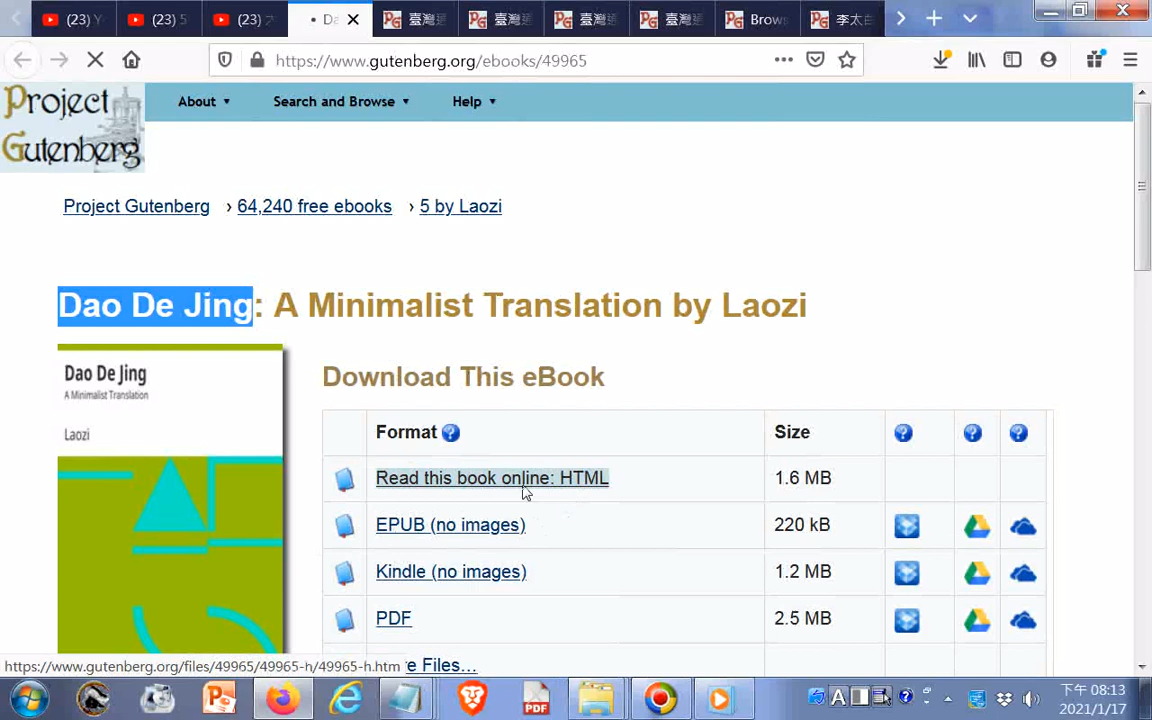 (23) Y
(23) 5
(23) ス
Da
臺灣
臺灣
臺灣
臺灣
Brows
李太白
https://www.gutenberg.org/ebooks/49965
Project
Gutenberg
About
Search and Browse
Help
Project Gutenberg › 64,240 free ebooks › 5 by Laozi
Dao De Jing: A Minimalist Translation by Laozi
Dao De Jing
A Minimalist Translation
Laozi
Download This eBook
Format ? Size ? ? ?
Read this book online: HTML 1.6 MB
EPUB (no images) 220 kB
Kindle (no images) 1.2 MB
PDF 2.5 MB
e Files…
https://www.gutenberg.org/files/49965/49965-h/49965-h.htm
PDF
A
下午 08:13
2021/1/17